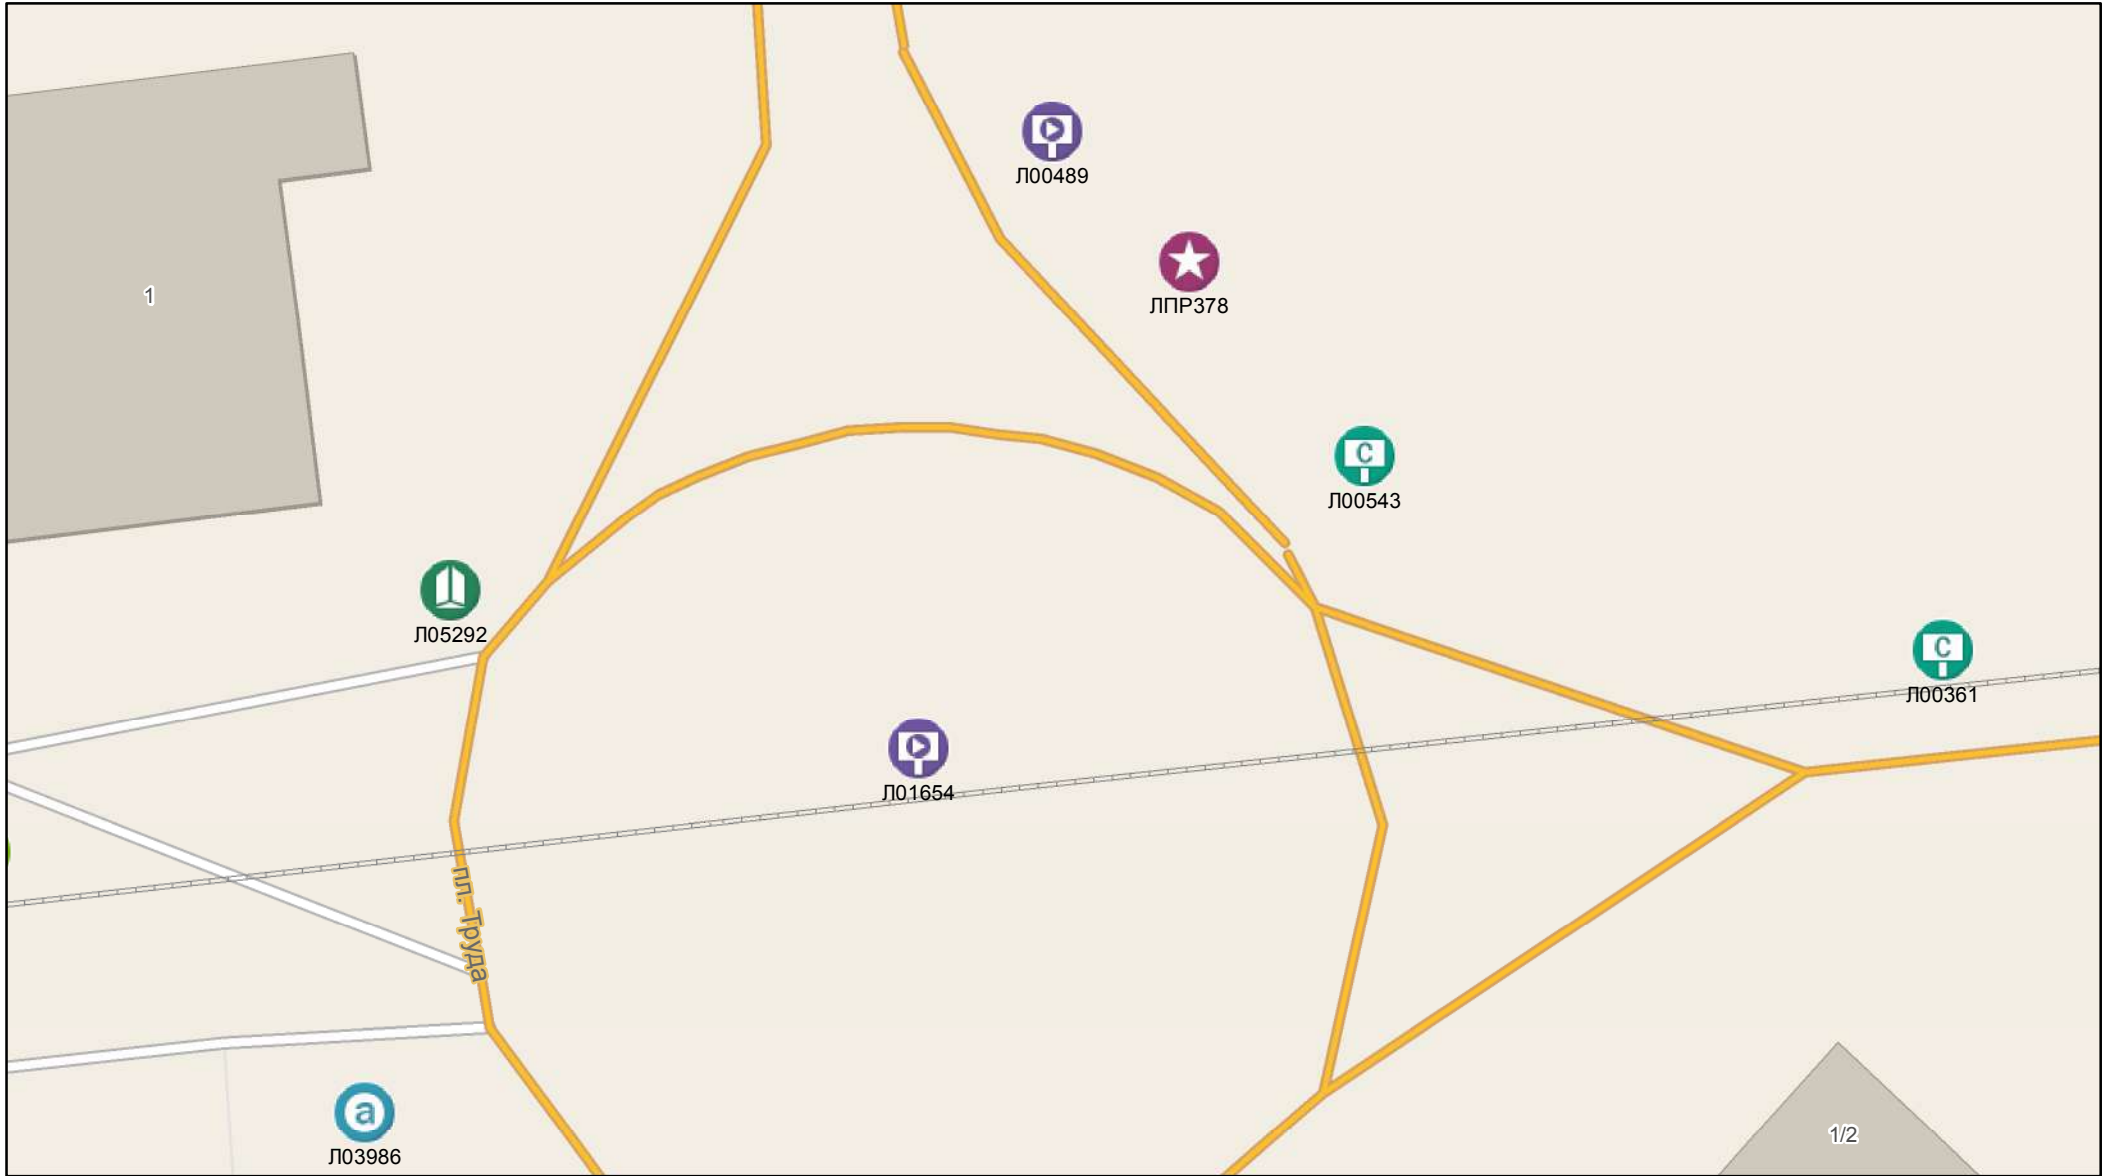 Л00489
ЛПР378
1
C
Л00543
Л05292
C
Л00361
Л01654
пл. Труда
a
Л03986
1/2